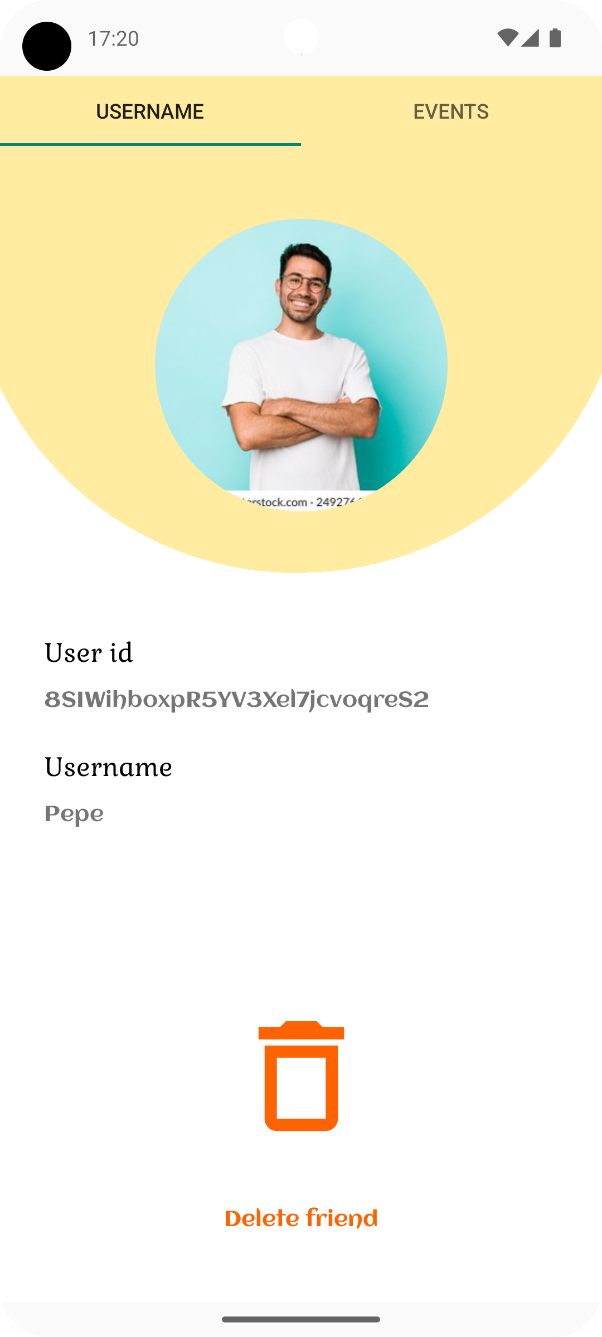 17:20
USERNAME EVENTS
User id
8SIWihboxpR5YV3Xel7jcvoqreS2
Username
Pepe
Delete friend